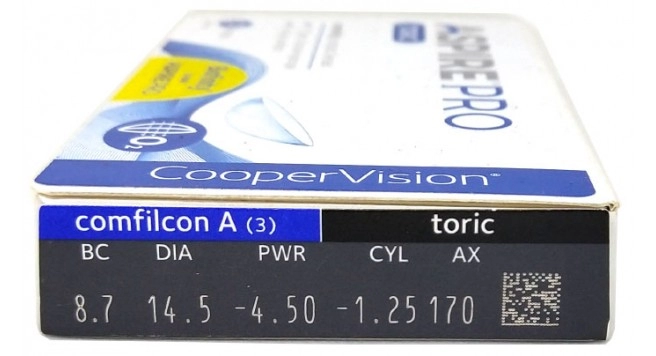 ASPIRE PRO
O2
CooperVision®
comfilcon A (3) toric
BC DIA PWR CYL AX
8.7 14.5 -4.50 -1.25 170